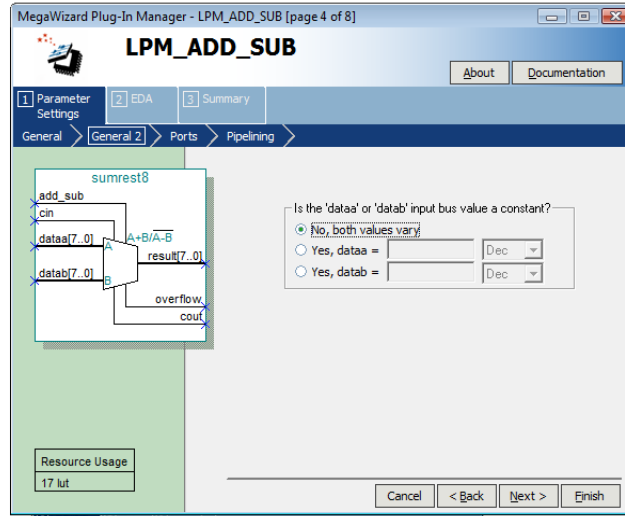 MegaWizard Plug-In Manager - LPM_ADD_SUB [page 4 of 8]
LPM_ADD_SUB
About
Documentation
1 Parameter Settings
2 EDA
3 Summary
General
General 2
Ports
Pipelining
sumrest8
add_sub
cin
dataa[7..0]
A
A+B/A-B
result[7..0]
datab[7..0]
B
overflow
cout
Is the 'dataa' or 'datab' input bus value a constant?
No, both values vary
Yes, dataa =
Dec
Yes, datab =
Dec
Resource Usage
17 lut
Cancel
< Back
Next >
Finish